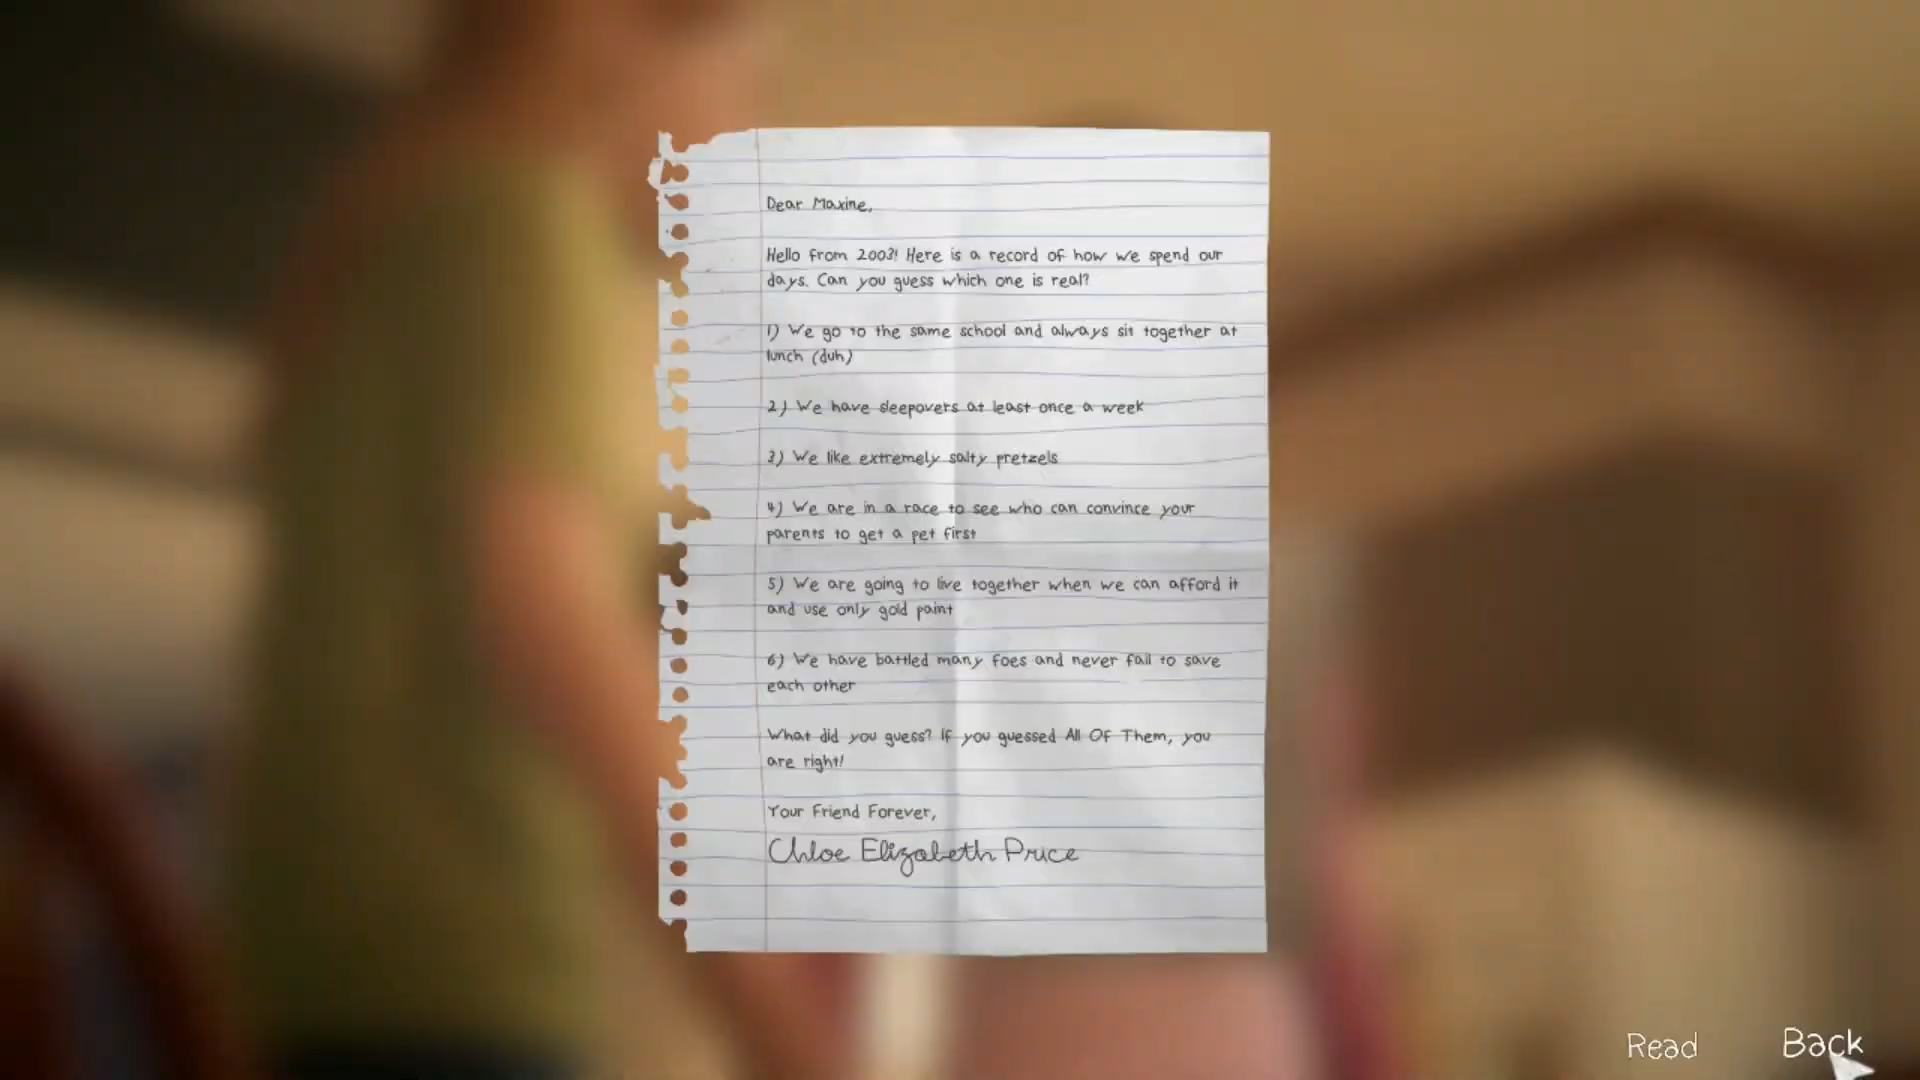 Dear Maxine,
Hello from 2003! Here is a record of how we spend our
days. Can you guess which one is real?
1) We go to the same school and always sit together at
lunch (duh)
2) We have sleepovers at least once a week
3) We like extremely salty pretzels
4) We are in a race to see who can convince your
parents to get a pet first
5) We are going to live together when we can afford it
and use only gold paint
6) We have battled many foes and never fail to save
each other
What did you guess? If you guessed All Of Them, you
are right!
Your Friend Forever,
Chloe Elizabeth Price
Read
Back